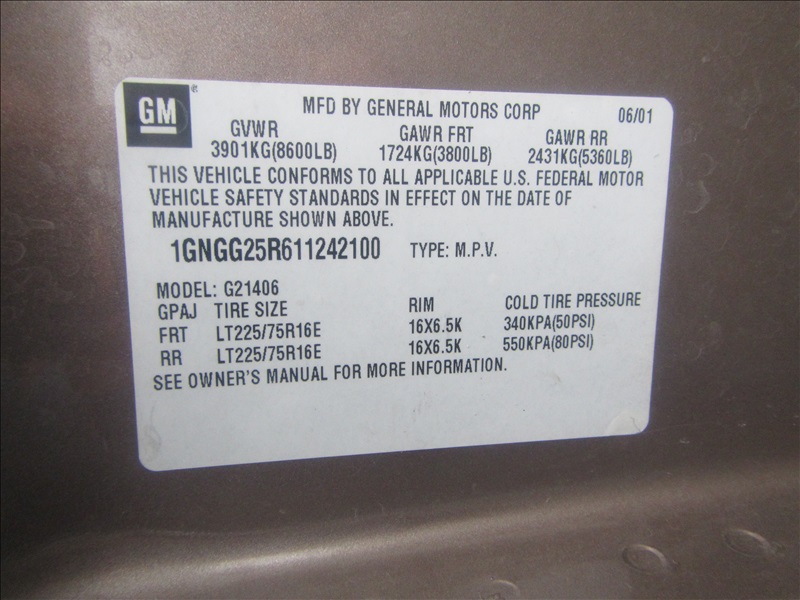 GM ®
MFD BY GENERAL MOTORS CORP 06/01
GVWR GAWR FRT GAWR RR
3901KG(8600LB) 1724KG(3800LB) 2431KG(5360LB)
THIS VEHICLE CONFORMS TO ALL APPLICABLE U.S. FEDERAL MOTOR
VEHICLE SAFETY STANDARDS IN EFFECT ON THE DATE OF
MANUFACTURE SHOWN ABOVE.
1GNGG25R611242100 TYPE: M.P.V.
MODEL: G21406
GPAJ TIRE SIZE RIM COLD TIRE PRESSURE
FRT LT225/75R16E 16X6.5K 340KPA(50PSI)
RR LT225/75R16E 16X6.5K 550KPA(80PSI)
SEE OWNER'S MANUAL FOR MORE INFORMATION.